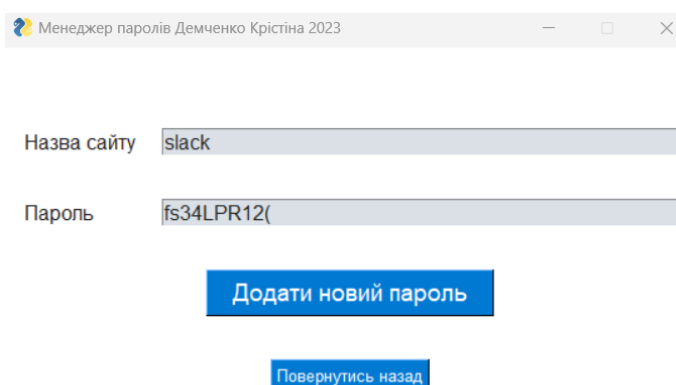 Менеджер паролів Демченко Крістіна 2023
Назва сайту slack
Пароль fs34LPR12(
Додати новий пароль
Повернутись назад